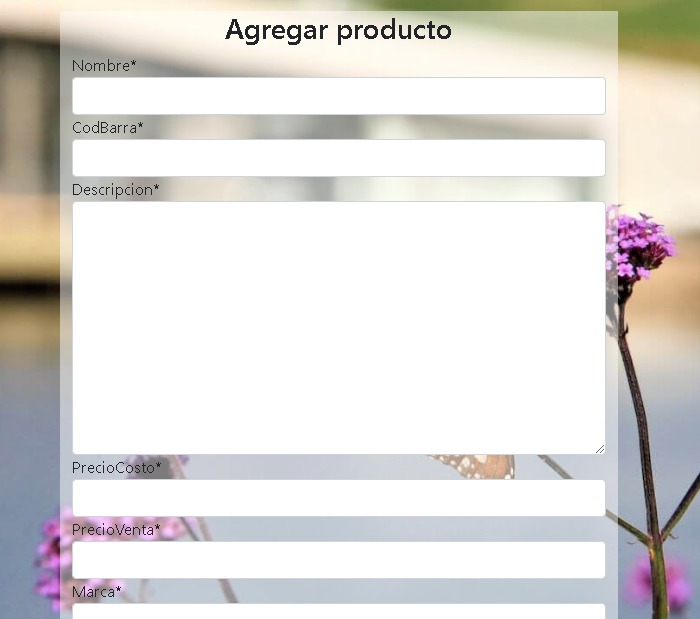 Agregar producto
Nombre*
CodBarra*
Descripcion*
PrecioCosto*
PrecioVenta*
Marca*